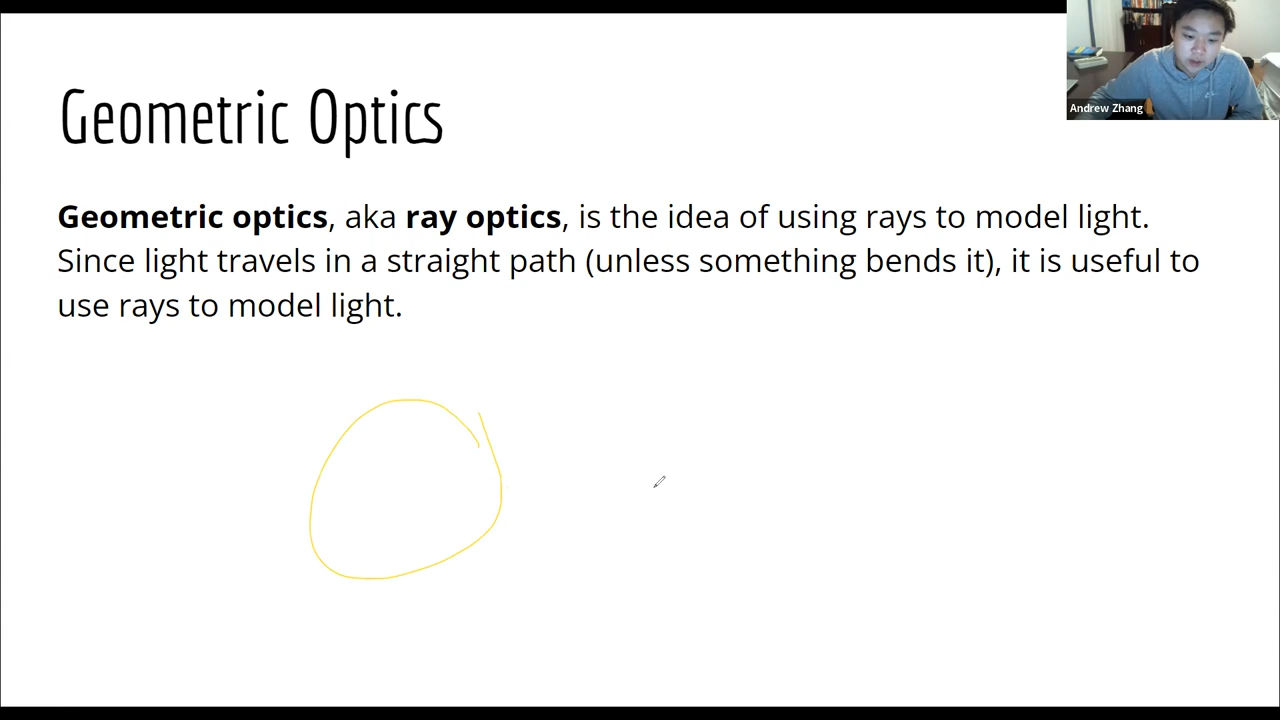 Andrew Zhang
Geometric Optics
Geometric optics, aka ray optics, is the idea of using rays to model light.
Since light travels in a straight path (unless something bends it), it is useful to
use rays to model light.